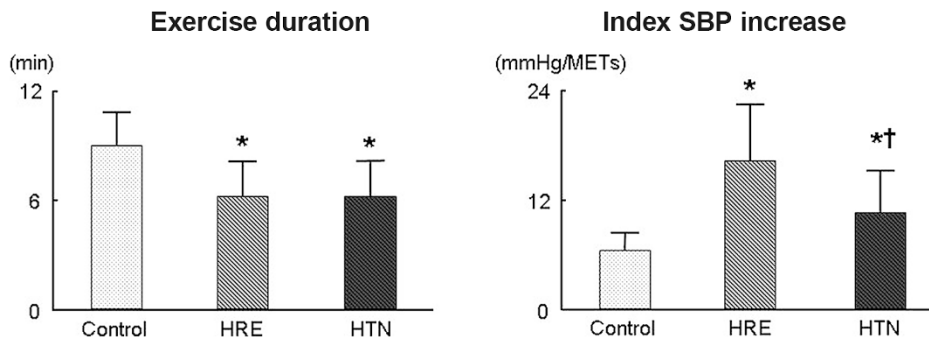 Exercise duration
(min)
12
6
0
*
*
Control
HRE
HTN
Index SBP increase
(mmHg/METs)
24
12
0
*
*†
Control
HRE
HTN